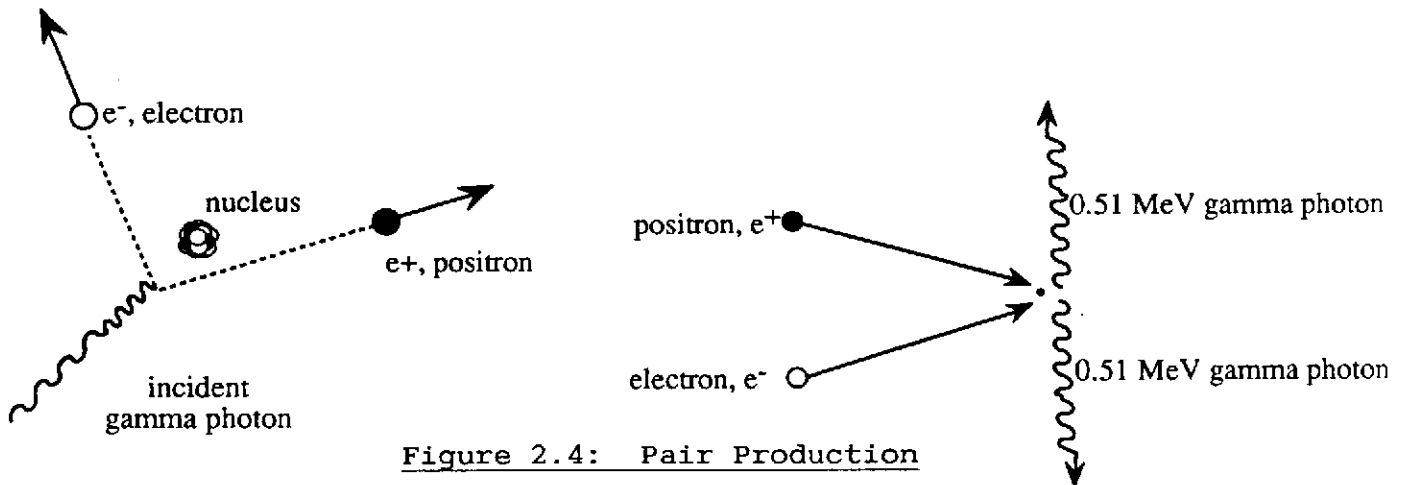 e⁻, electron
nucleus
e+, positron
incident
gamma photon
positron, e⁺
electron, e⁻
0.51 MeV gamma photon
0.51 MeV gamma photon
Figure 2.4: Pair Production